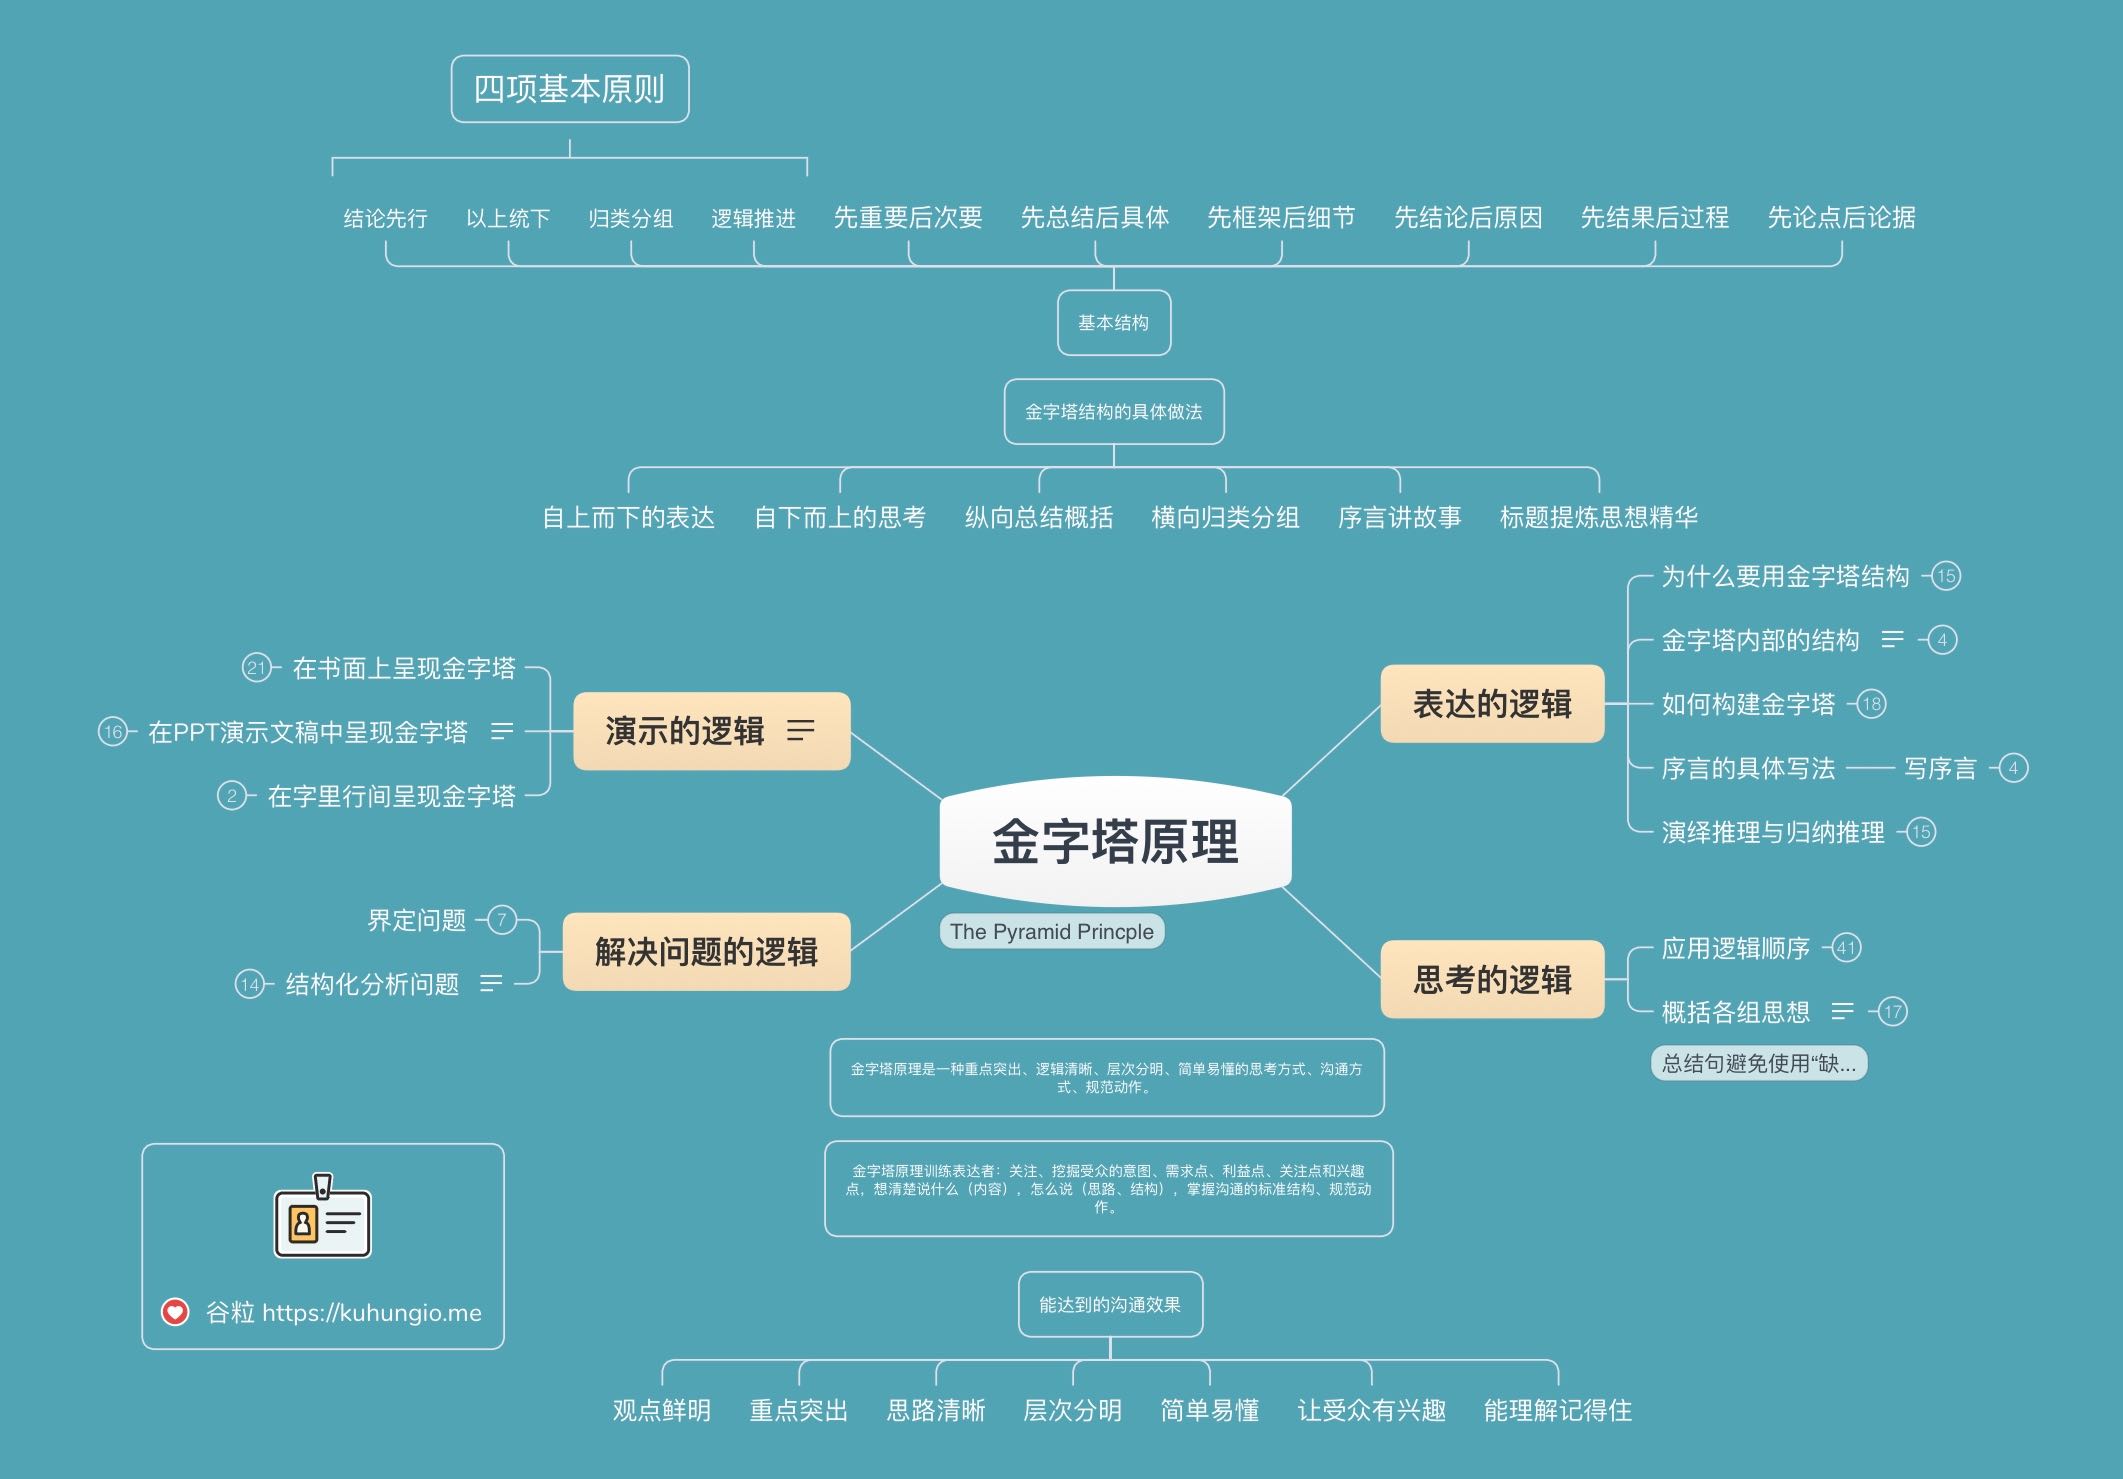 四项基本原则
结论先行 以上统下 归类分组 逻辑推进 先重要后次要 先总结后具体 先框架后细节 先结论后原因 先结果后过程 先论点后论据
基本结构
金字塔结构的具体做法
自上而下的表达 自下而上的思考 纵向总结概括 横向归类分组 序言讲故事 标题提炼思想精华
演示的逻辑
21 在书面上呈现金字塔
16 在PPT演示文稿中呈现金字塔
2 在字里行间呈现金字塔
解决问题的逻辑
界定问题 7
14 结构化分析问题
金字塔原理
The Pyramid Princple
表达的逻辑
为什么要用金字塔结构 15
金字塔内部的结构 4
如何构建金字塔 18
序言的具体写法 写序言 4
演绎推理与归纳推理 15
思考的逻辑
应用逻辑顺序 41
概括各组思想 17
总结句避免使用“缺...
金字塔原理是一种重点突出、逻辑清晰、层次分明、简单易懂的思考方式、沟通方
式、规范动作。
金字塔原理训练表达者：关注、挖掘受众的意图、需求点、利益点、关注点和兴趣
点，想清楚说什么（内容），怎么说（思路、结构），掌握沟通的标准结构、规范动
作。
谷粒 https://kuhungio.me
能达到的沟通效果
观点鲜明 重点突出 思路清晰 层次分明 简单易懂 让受众有兴趣 能理解记得住